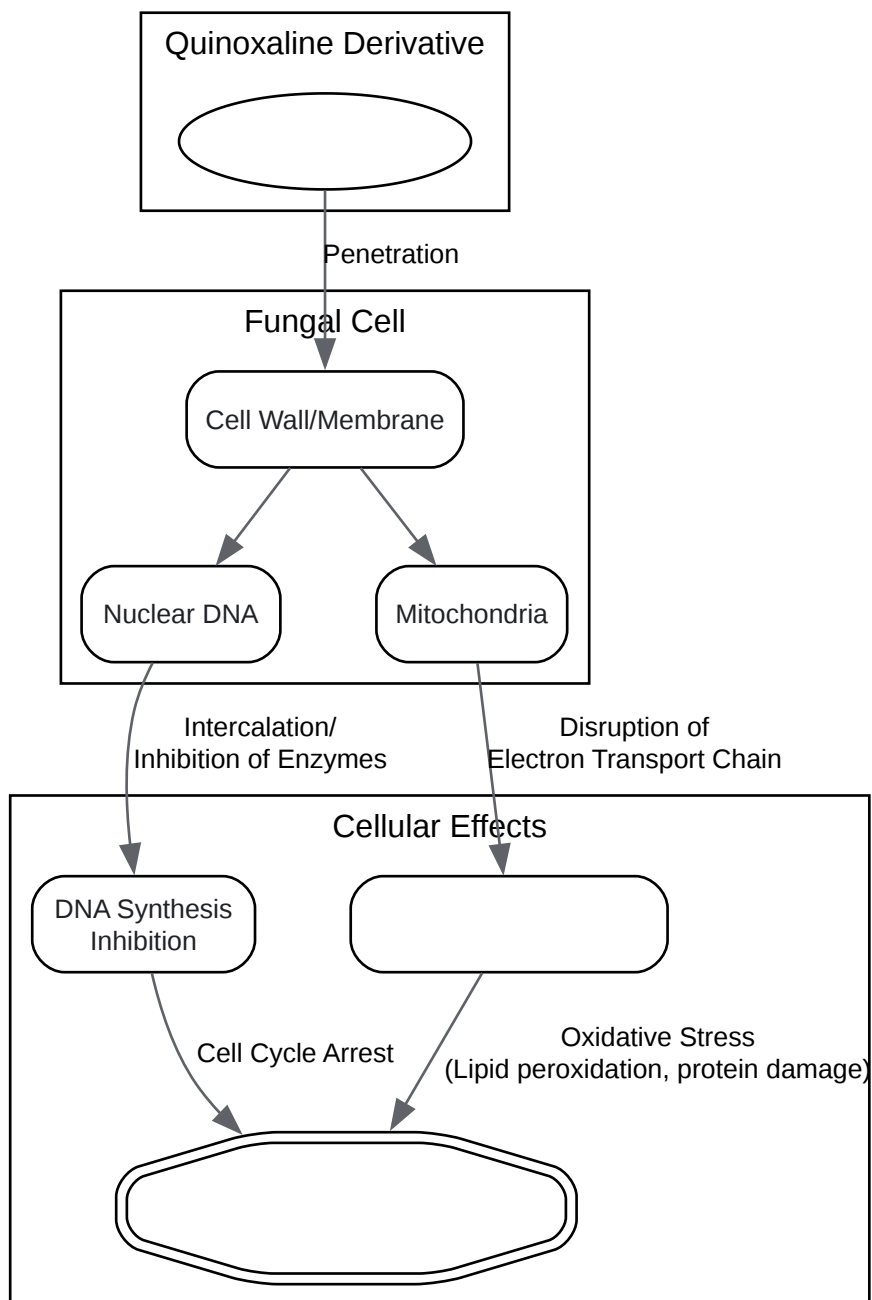 Quinoxaline Derivative
Penetration
Fungal Cell
Cell Wall/Membrane
Nuclear DNA
Mitochondria
Intercalation/
Inhibition of Enzymes
Disruption of
Electron Transport Chain
Cellular Effects
DNA Synthesis
Inhibition
Cell Cycle Arrest
Oxidative Stress
(Lipid peroxidation, protein damage)